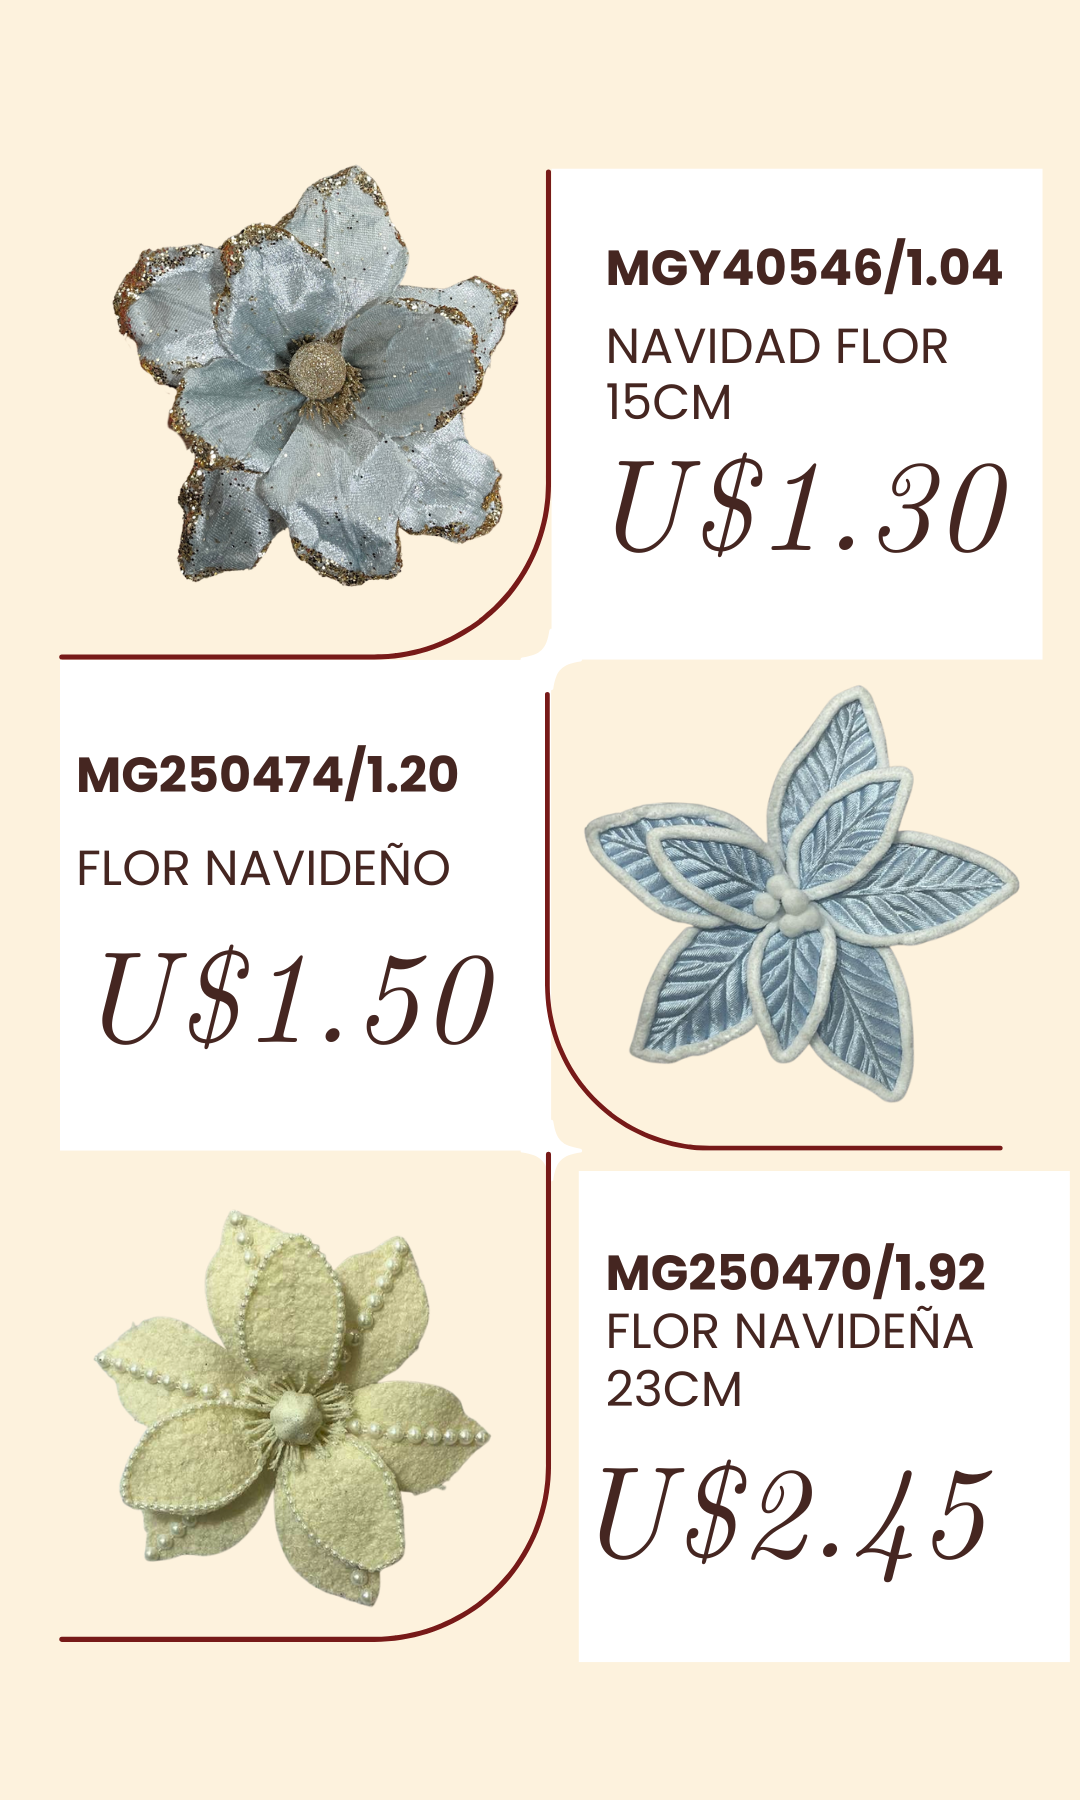 MGY40546/1.04
NAVIDAD FLOR
15CM
U$1.30
MG250474/1.20
FLOR NAVIDEÑO
U$1.50
MG250470/1.92
FLOR NAVIDEÑA
23CM
U$2.45